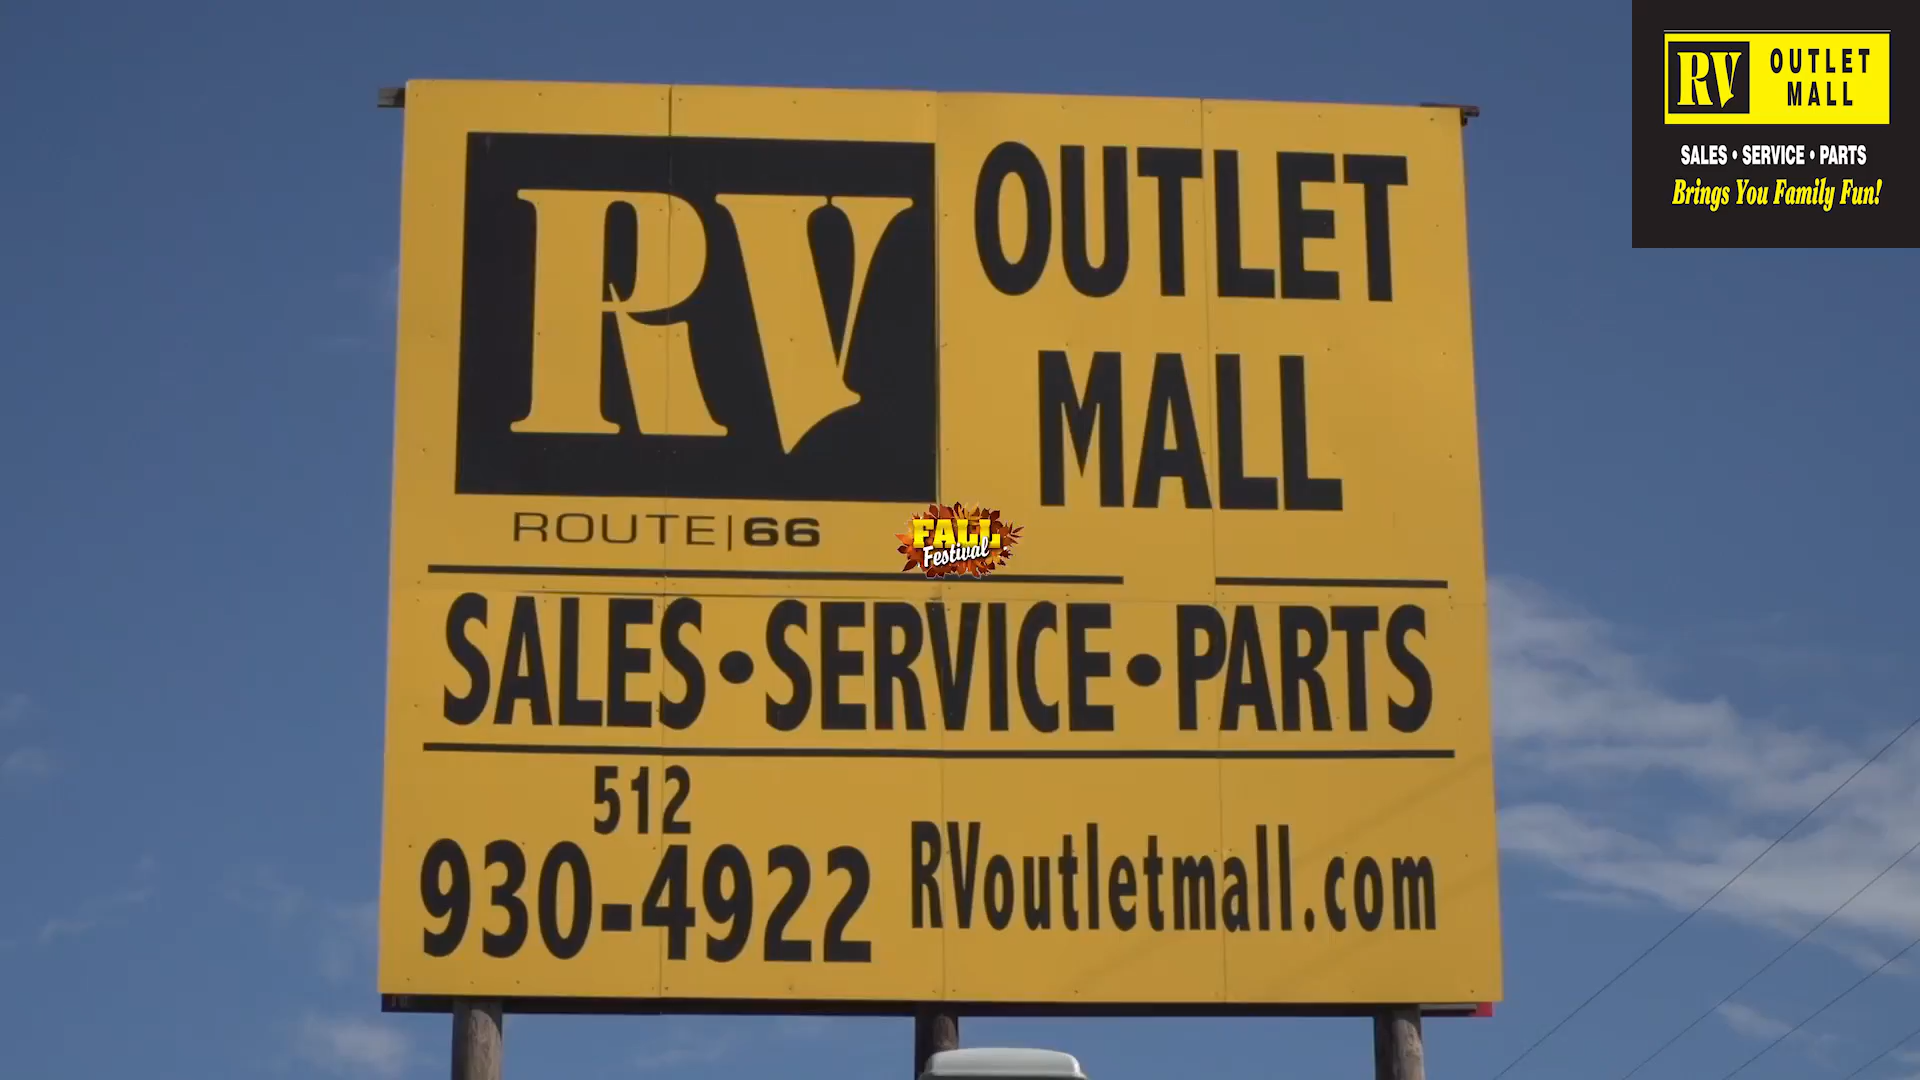 RV OUTLET
MALL
ROUTE|66
FALL
Festival
SALES•SERVICE•PARTS
512
930-4922
RVoutletmall.com
RV OUTLET
MALL
SALES • SERVICE • PARTS
Brings You Family Fun!